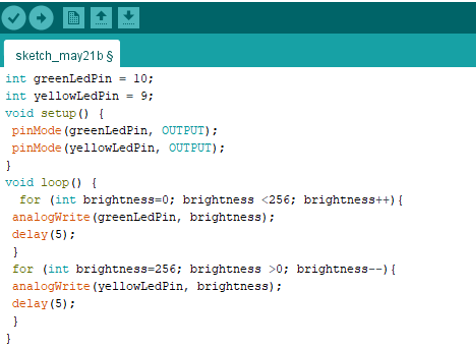 sketch_may21b §
int greenLedPin = 10;
int yellowLedPin = 9;
void setup() {
pinMode(greenLedPin, OUTPUT);
pinMode(yellowLedPin, OUTPUT);
}
void loop() {
for (int brightness=0; brightness <256; brightness++){
analogWrite(greenLedPin, brightness);
delay(5);
}
for (int brightness=256; brightness >0; brightness--){
analogWrite(yellowLedPin, brightness);
delay(5);
}
}